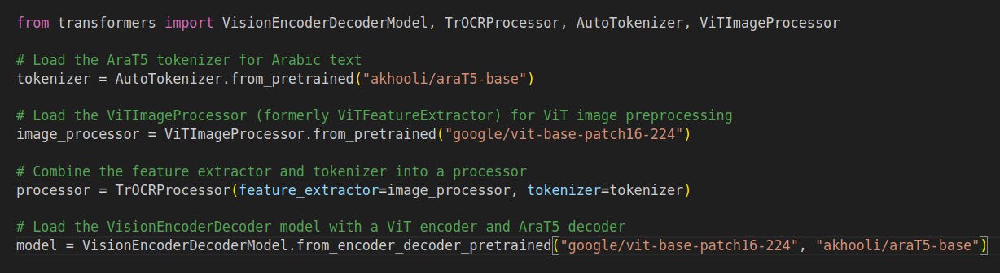 from transformers import VisionEncoderDecoderModel, TrOCRProcessor, AutoTokenizer, ViTImageProcessor
# Load the AraT5 tokenizer for Arabic text
tokenizer = AutoTokenizer.from_pretrained("akhooli/araT5-base")
# Load the ViTImageProcessor (formerly ViTFeatureExtractor) for ViT image preprocessing
image_processor = ViTImageProcessor.from_pretrained("google/vit-base-patch16-224")
# Combine the feature extractor and tokenizer into a processor
processor = TrOCRProcessor(feature_extractor=image_processor, tokenizer=tokenizer)
# Load the VisionEncoderDecoder model with a ViT encoder and AraT5 decoder
model = VisionEncoderDecoderModel.from_encoder_decoder_pretrained("google/vit-base-patch16-224", "akhooli/araT5-base")